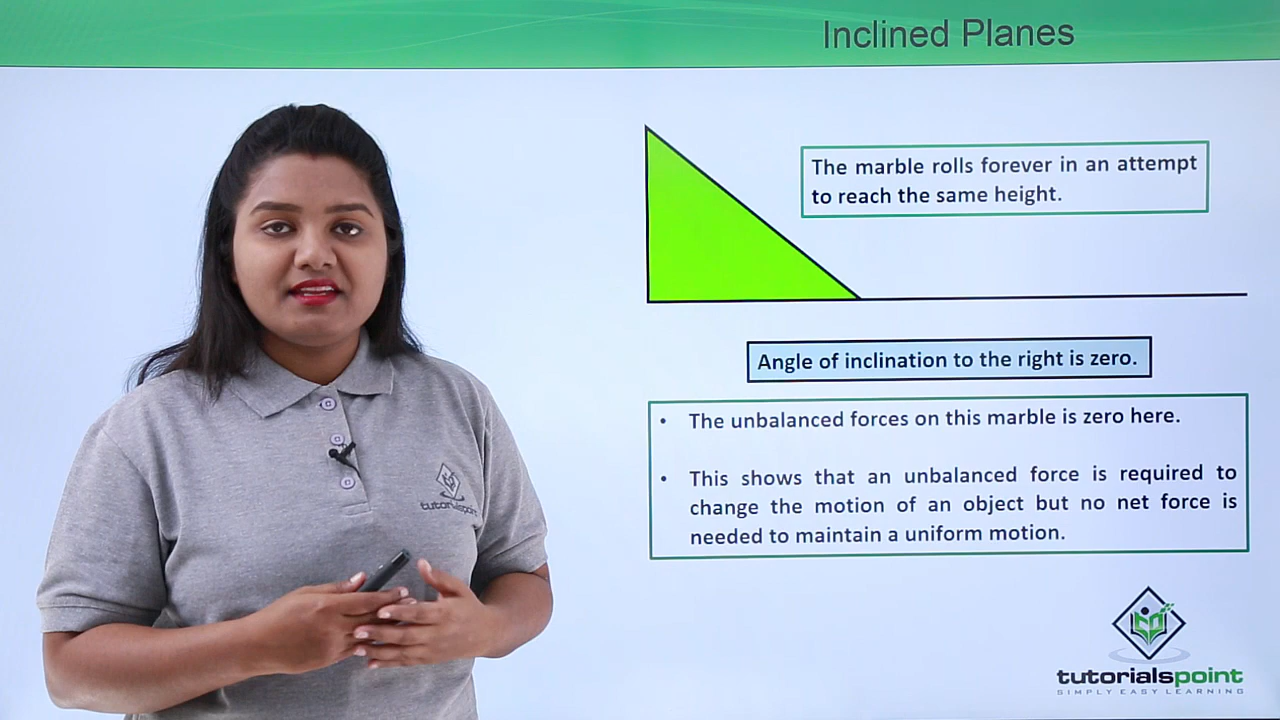 Inclined Planes
The marble rolls forever in an attempt
to reach the same height.
Angle of inclination to the right is zero.
• The unbalanced forces on this marble is zero here.
• This shows that an unbalanced force is required to
change the motion of an object but no net force is
needed to maintain a uniform motion.
tutorialspoint
tutorialspoint
SIMPLY EASY LEARNING